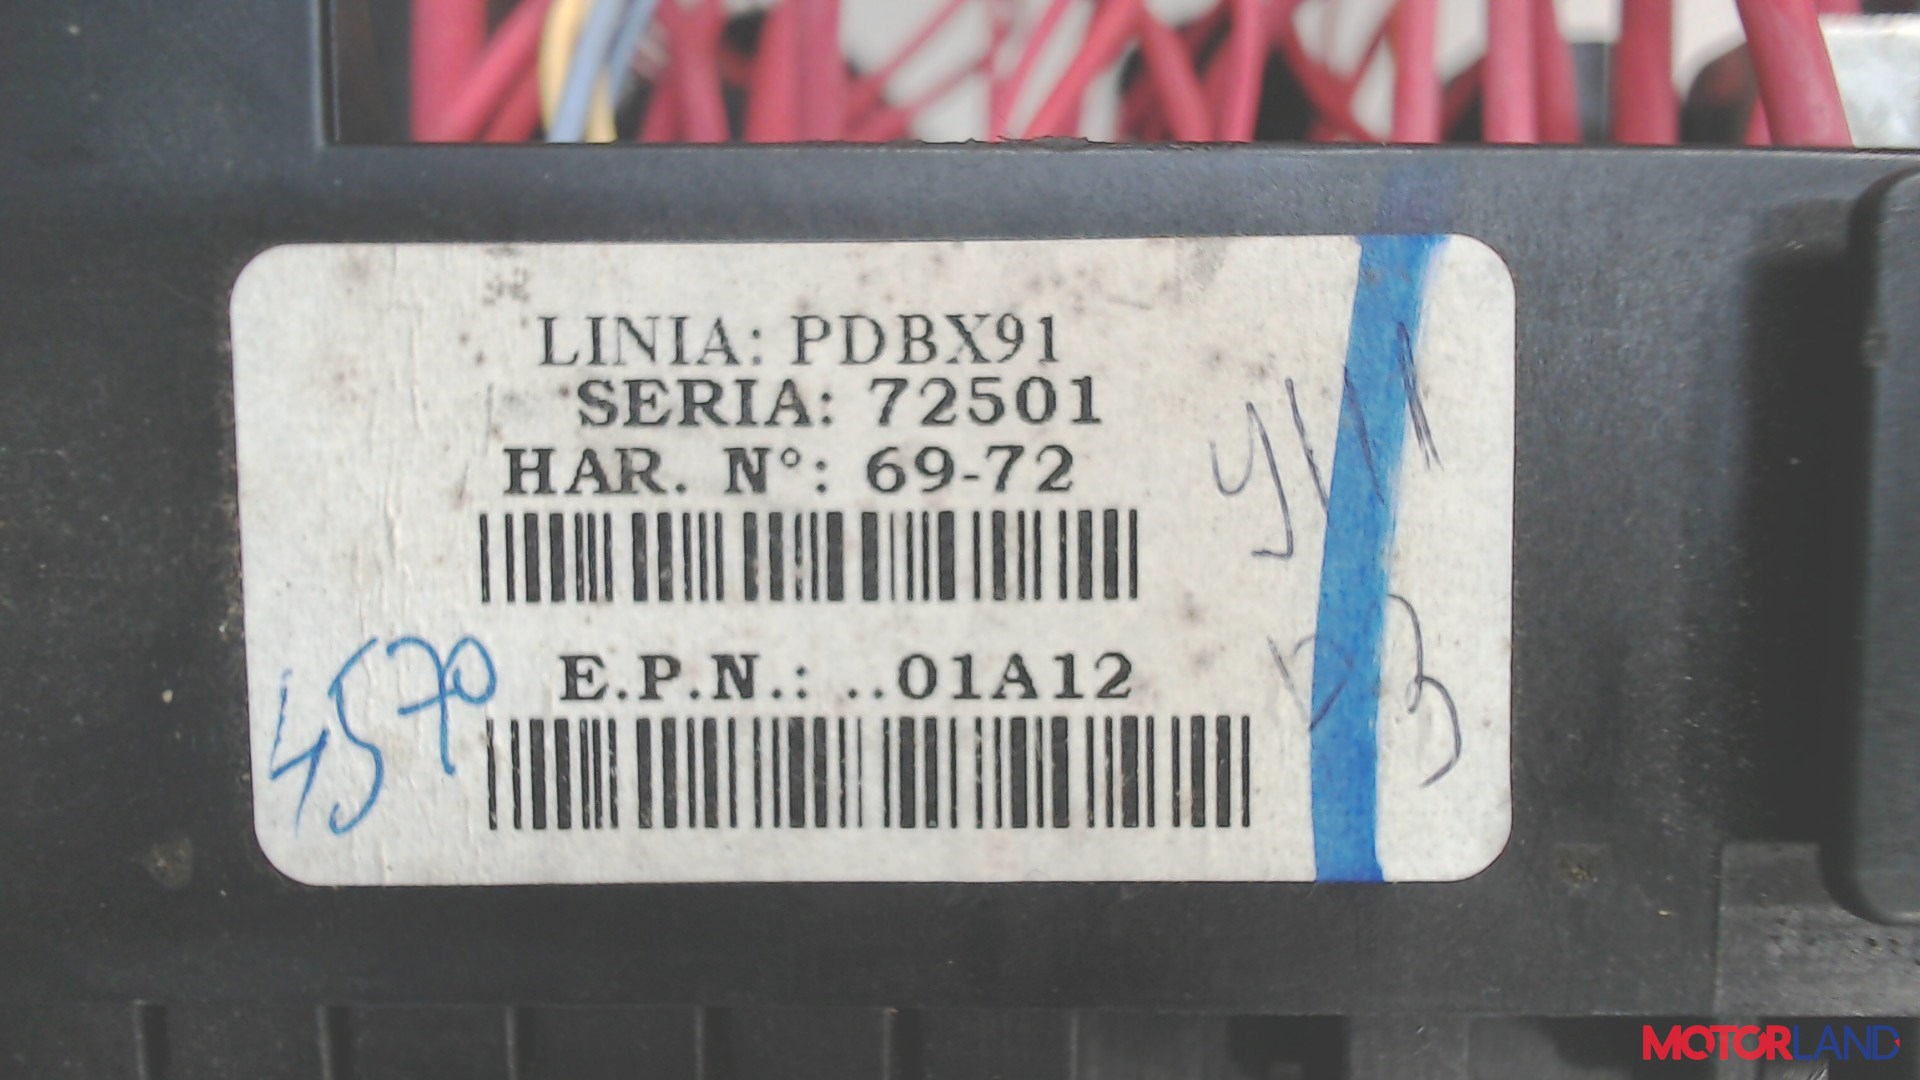 LINIA: PDBX91
SERIA: 72501
HAR. N°: 69-72
E.P.N.: ..01A12
4570
MOTORLAND